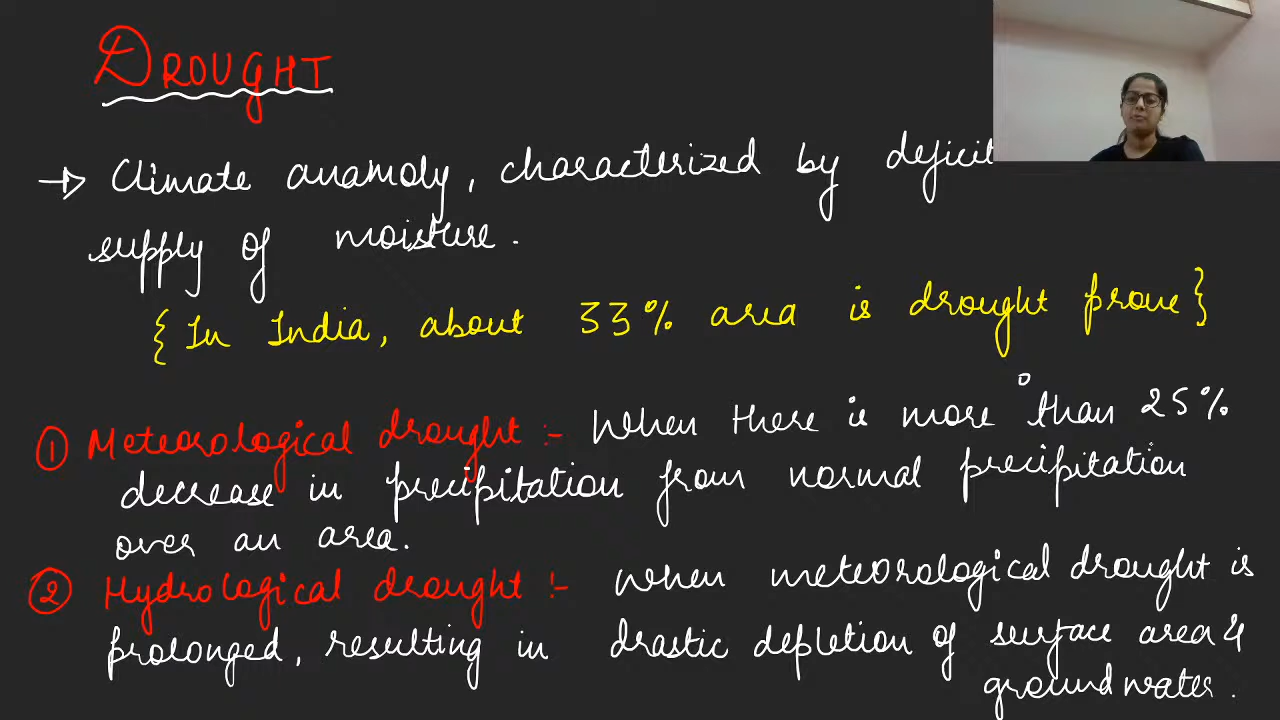 DROUGHT
→ Climate anamoly, characterized by deficit
supply of moisture.
{In India, about 33% area is drought prone}
① Meteorological drought :- When there is more than 25%
decrease in precipitation from normal precipitation
over an area.
② Hydrological drought :- When meteorological drought is
prolonged, resulting in drastic depletion of surface area &
groundwater.